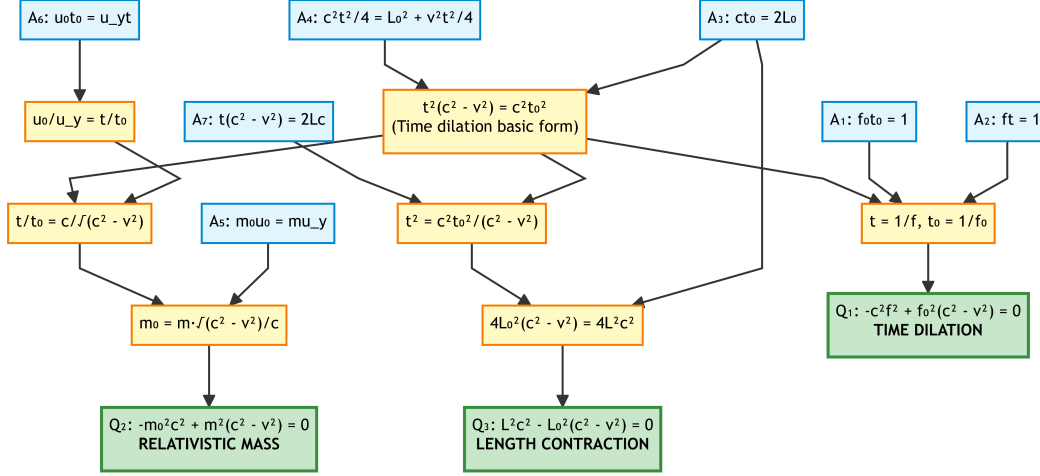 A₆: u₀t₀ = u_yt
A₄: c²t²/4 = L₀² + v²t²/4
A₃: ct₀ = 2L₀
u₀/u_y = t/t₀
A₇: t(c² - v²) = 2Lc
t²(c² - v²) = c²t₀²
(Time dilation basic form)
A₁: f₀t₀ = 1
A₂: ft = 1
t/t₀ = c/√(c² - v²)
A₅: m₀u₀ = mu_y
t² = c²t₀²/(c² - v²)
t = 1/f, t₀ = 1/f₀
m₀ = m·√(c² - v²)/c
4L₀²(c² - v²) = 4L²c²
Q₁: -c²f² + f₀²(c² - v²) = 0
TIME DILATION
Q₂: -m₀²c² + m²(c² - v²) = 0
RELATIVISTIC MASS
Q₃: L²c² - L₀²(c² - v²) = 0
LENGTH CONTRACTION